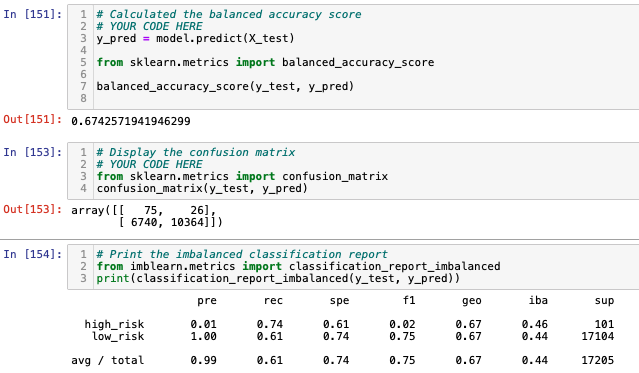 In [151]:
1 # Calculated the balanced accuracy score
2 # YOUR CODE HERE
3 y_pred = model.predict(X_test)
4
5 from sklearn.metrics import balanced_accuracy_score
6
7 balanced_accuracy_score(y_test, y_pred)
8
Out[151]: 0.6742571941946299
In [153]:
1 # Display the confusion matrix
2 # YOUR CODE HERE
3 from sklearn.metrics import confusion_matrix
4 confusion_matrix(y_test, y_pred)
Out[153]: array([[   75,    26],
       [ 6740, 10364]])
In [154]:
1 # Print the imbalanced classification report
2 from imblearn.metrics import classification_report_imbalanced
3 print(classification_report_imbalanced(y_test, y_pred))
pre rec spe f1 geo iba sup
high_risk 0.01 0.74 0.61 0.02 0.67 0.46 101
low_risk 1.00 0.61 0.74 0.75 0.67 0.44 17104
avg / total 0.99 0.61 0.74 0.75 0.67 0.44 17205